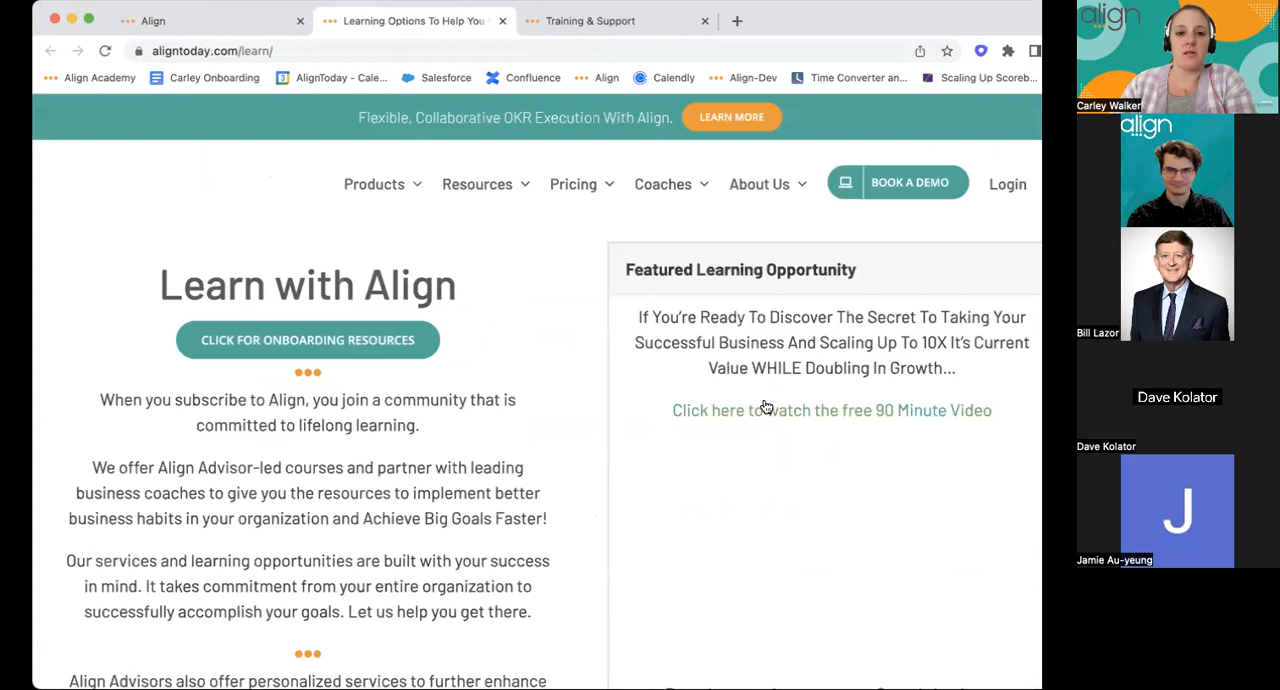 Align
Learning Options To Help You
Training & Support
aligntoday.com/learn/
Align Academy
Carley Onboarding
AlignToday - Cale...
Salesforce
Confluence
Align
Calendly
Align-Dev
Time Converter an...
Scaling Up Scoreb...
Flexible, Collaborative OKR Execution With Align.
LEARN MORE
Products
Resources
Pricing
Coaches
About Us
BOOK A DEMO
Login
Learn with Align
CLICK FOR ONBOARDING RESOURCES
When you subscribe to Align, you join a community that is
committed to lifelong learning.
We offer Align Advisor-led courses and partner with leading
business coaches to give you the resources to implement better
business habits in your organization and Achieve Big Goals Faster!
Our services and learning opportunities are built with your success
in mind. It takes commitment from your entire organization to
successfully accomplish your goals. Let us help you get there.
Align Advisors also offer personalized services to further enhance
Featured Learning Opportunity
If You're Ready To Discover The Secret To Taking Your
Successful Business And Scaling Up To 10X It's Current
Value WHILE Doubling In Growth...
Click here to watch the free 90 Minute Video
align
Carley Walker
align
Bill Lazor
Dave Kolator
Dave Kolator
J
Jamie Au-yeung